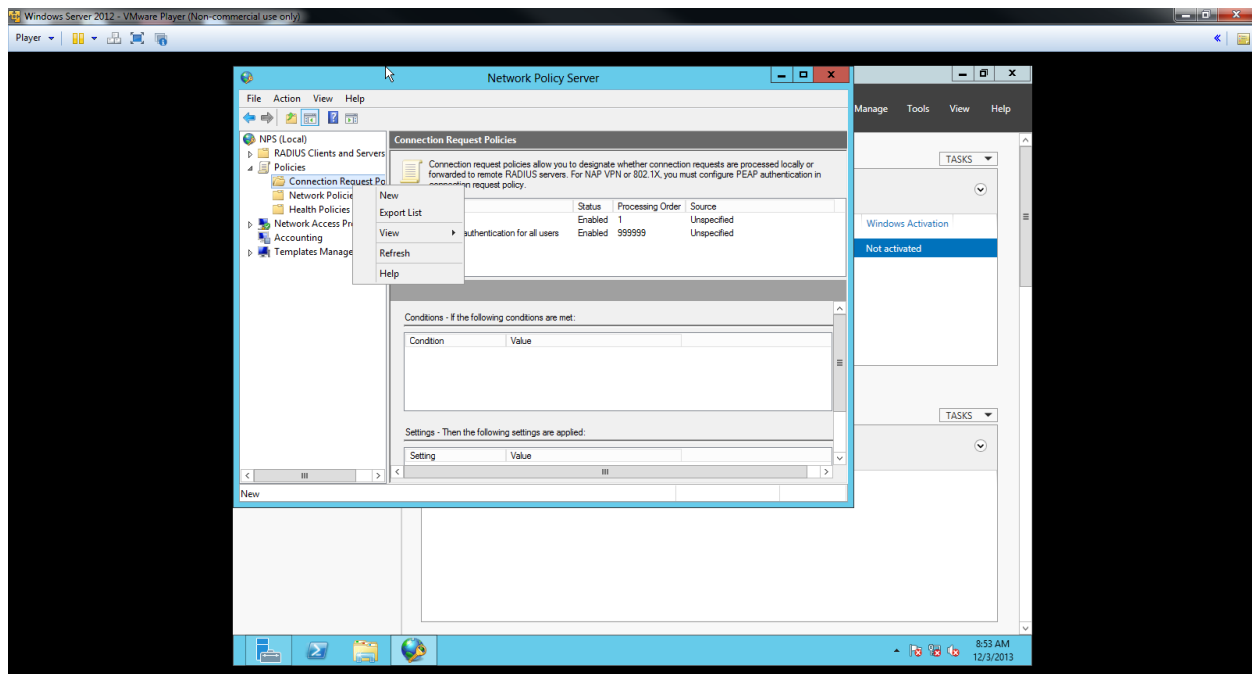 Windows Server 2012 - VMware Player (Non-commercial use only)
Player
Network Policy Server
File Action View Help
Manage Tools View Help
NPS (Local)
RADIUS Clients and Servers
Policies
Connection Request Po
Network Policie
Health Policies
Network Access Pr
Accounting
Templates Manage
New
Export List
View
Refresh
Help
Connection Request Policies
Connection request policies allow you to designate whether connection requests are processed locally or
forwarded to remote RADIUS servers. For NAP VPN or 802.1X, you must configure PEAP authentication in
connection request policy.
Status Processing Order Source
Enabled 1 Unspecified
authentication for all users Enabled 999999 Unspecified
Conditions - If the following conditions are met:
Condition Value
Settings - Then the following settings are applied:
Setting Value
New
TASKS
Windows Activation
Not activated
TASKS
8:53 AM
12/3/2013